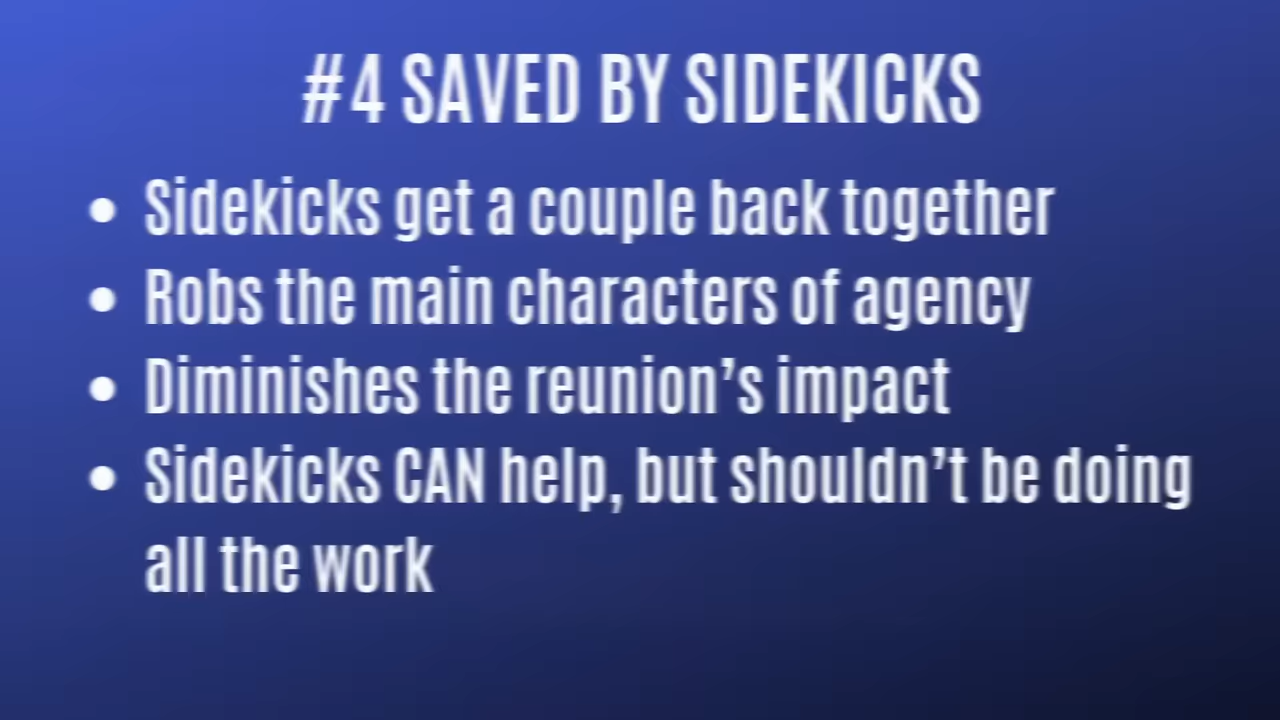 #4 SAVED BY SIDEKICKS
• Sidekicks get a couple back together
• Robs the main characters of agency
• Diminishes the reunion’s impact
• Sidekicks CAN help, but shouldn’t be doing
all the work